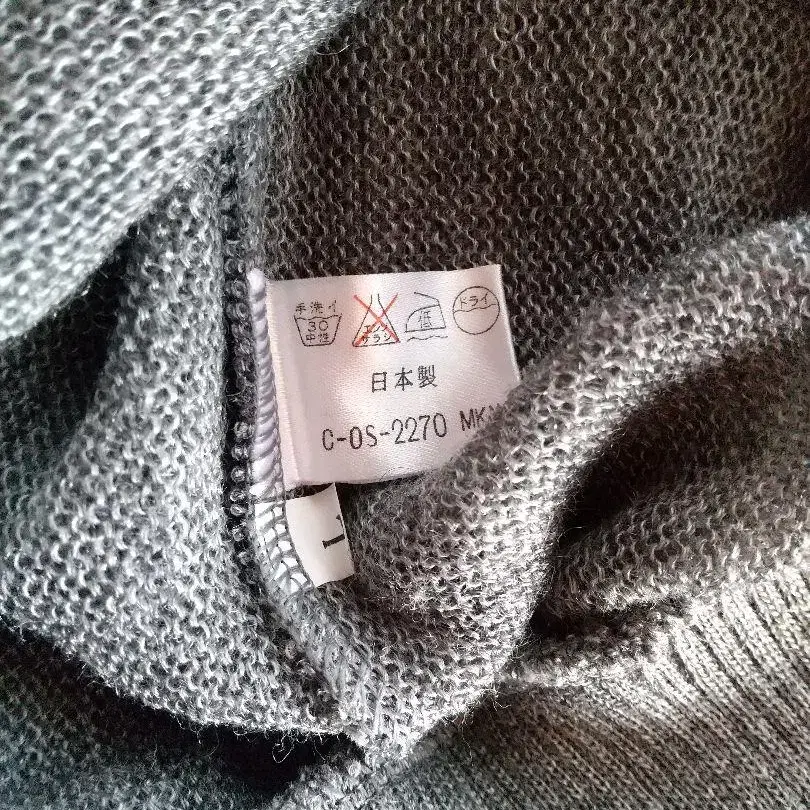 手洗イ 30 中性 エンソ サラシ 低 ドライ
日本製
C-OS-2270 MK
L